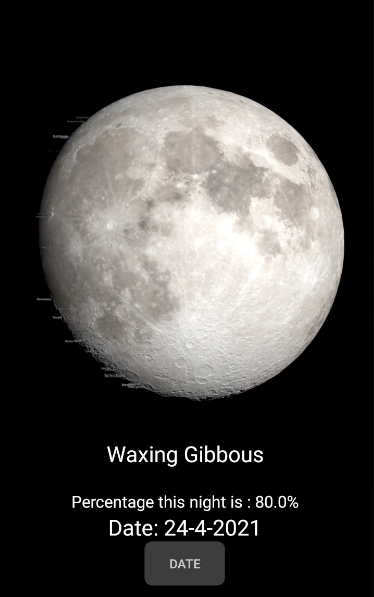 Waxing Gibbous
Percentage this night is : 80.0%
Date: 24-4-2021
DATE